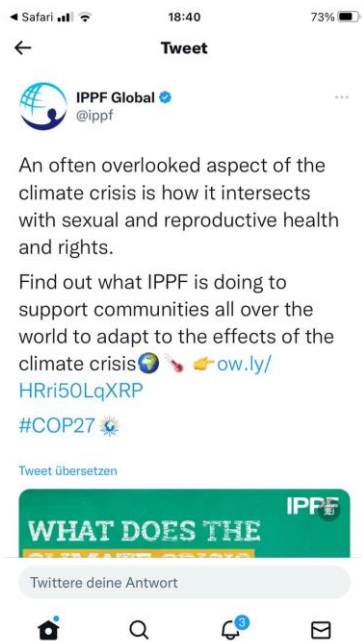 Safari 18:40 73%
Tweet
IPPF Global
@ippf
An often overlooked aspect of the
climate crisis is how it intersects
with sexual and reproductive health
and rights.
Find out what IPPF is doing to
support communities all over the
world to adapt to the effects of the
climate crisis🌍 🌡️ 👉ow.ly/
HRri50LqXRP
#COP27
Tweet übersetzen
IPPF
WHAT DOES THE
CLIMATE CRISIS
Twittere deine Antwort
3